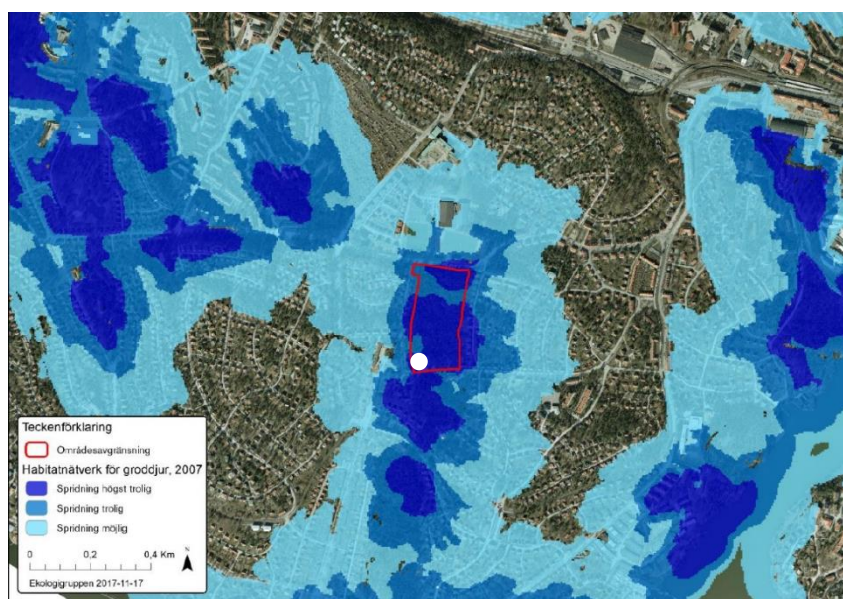 Teckenförklaring
Områdesavgränsning
Habitatnätverk för groddjur, 2007
Spridning högst trolig
Spridning trolig
Spridning möjlig
0 0,2 0,4 Km
N
Ekologigruppen 2017-11-17